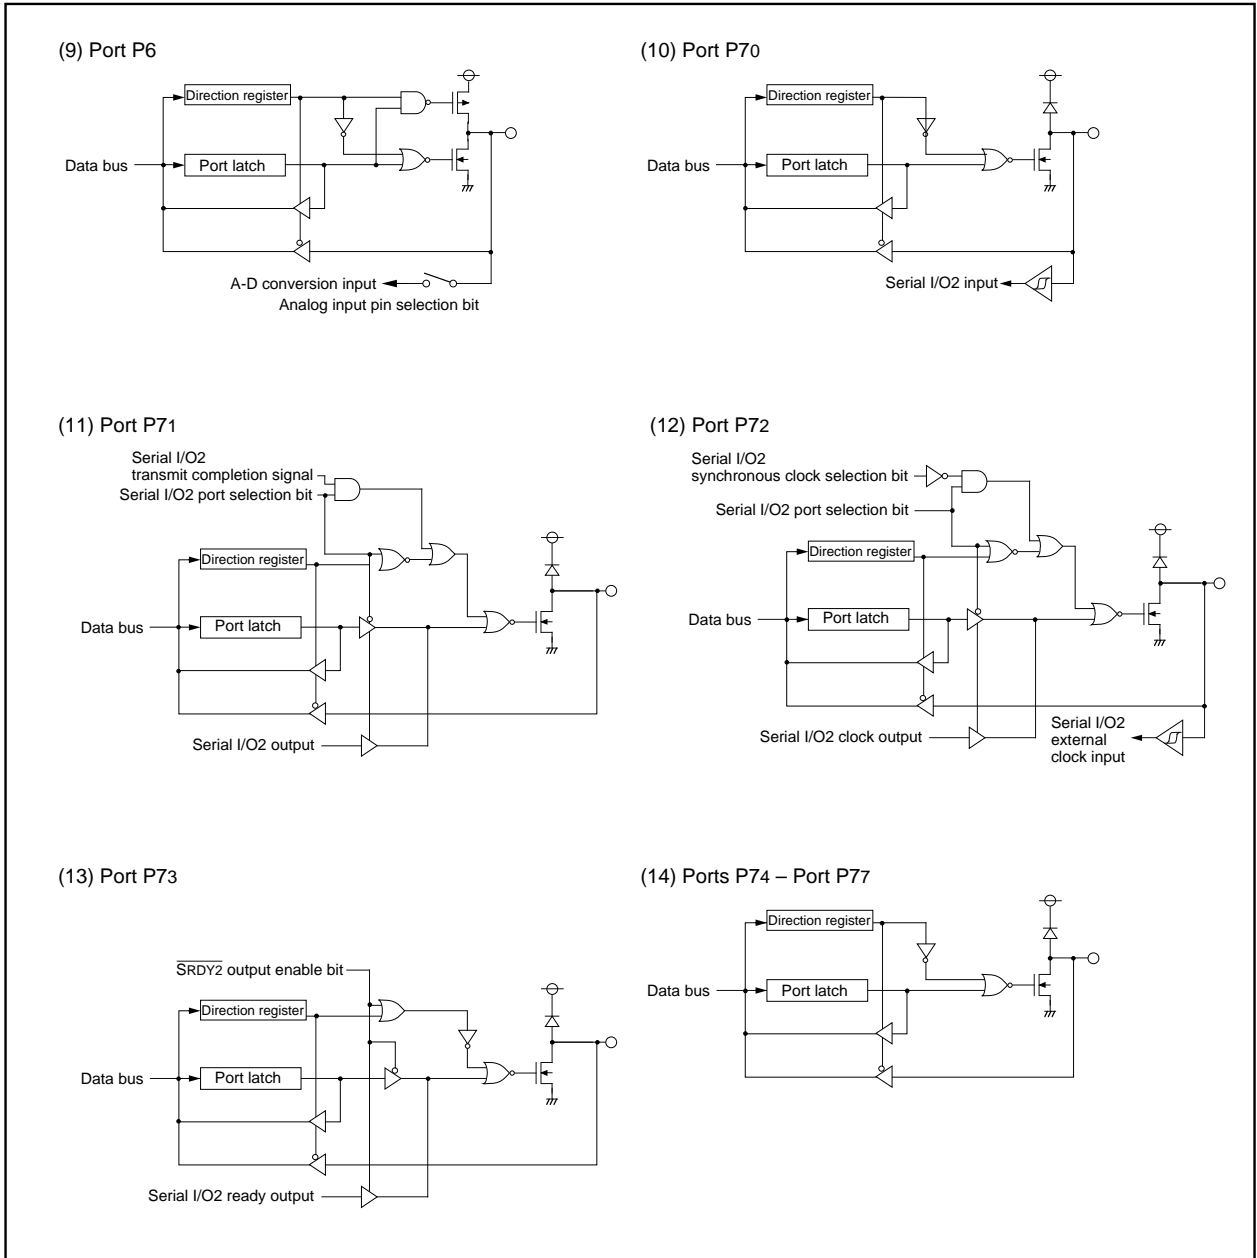 (9) Port P6
Direction register
Data bus
Port latch
A-D conversion input
Analog input pin selection bit
(10) Port P70
Direction register
Data bus
Port latch
Serial I/O2 input
(11) Port P71
Serial I/O2
transmit completion signal
Serial I/O2 port selection bit
Direction register
Data bus
Port latch
Serial I/O2 output
(12) Port P72
Serial I/O2
synchronous clock selection bit
Serial I/O2 port selection bit
Direction register
Data bus
Port latch
Serial I/O2 clock output
Serial I/O2
external
clock input
(13) Port P73
SRDY2 output enable bit
Direction register
Data bus
Port latch
Serial I/O2 ready output
(14) Ports P74 – Port P77
Direction register
Data bus
Port latch